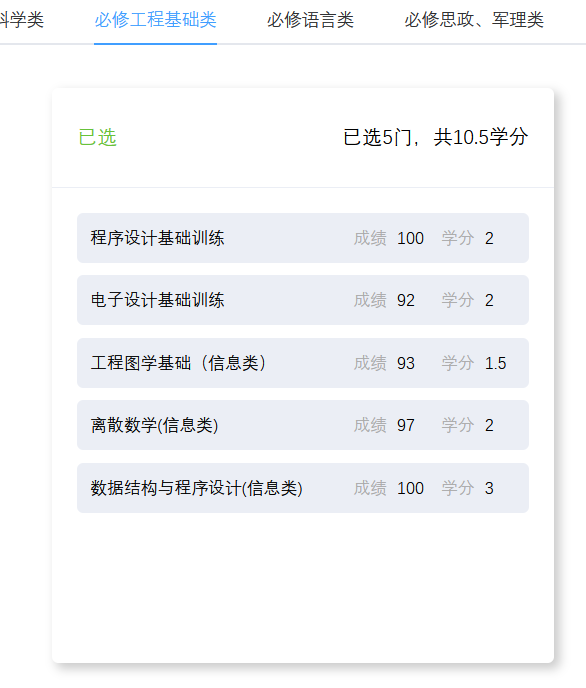 科学类 必修工程基础类 必修语言类 必修思政、军理类
已选 已选5门，共10.5学分
程序设计基础训练 成绩 100 学分 2
电子设计基础训练 成绩 92 学分 2
工程图学基础（信息类） 成绩 93 学分 1.5
离散数学(信息类) 成绩 97 学分 2
数据结构与程序设计(信息类) 成绩 100 学分 3